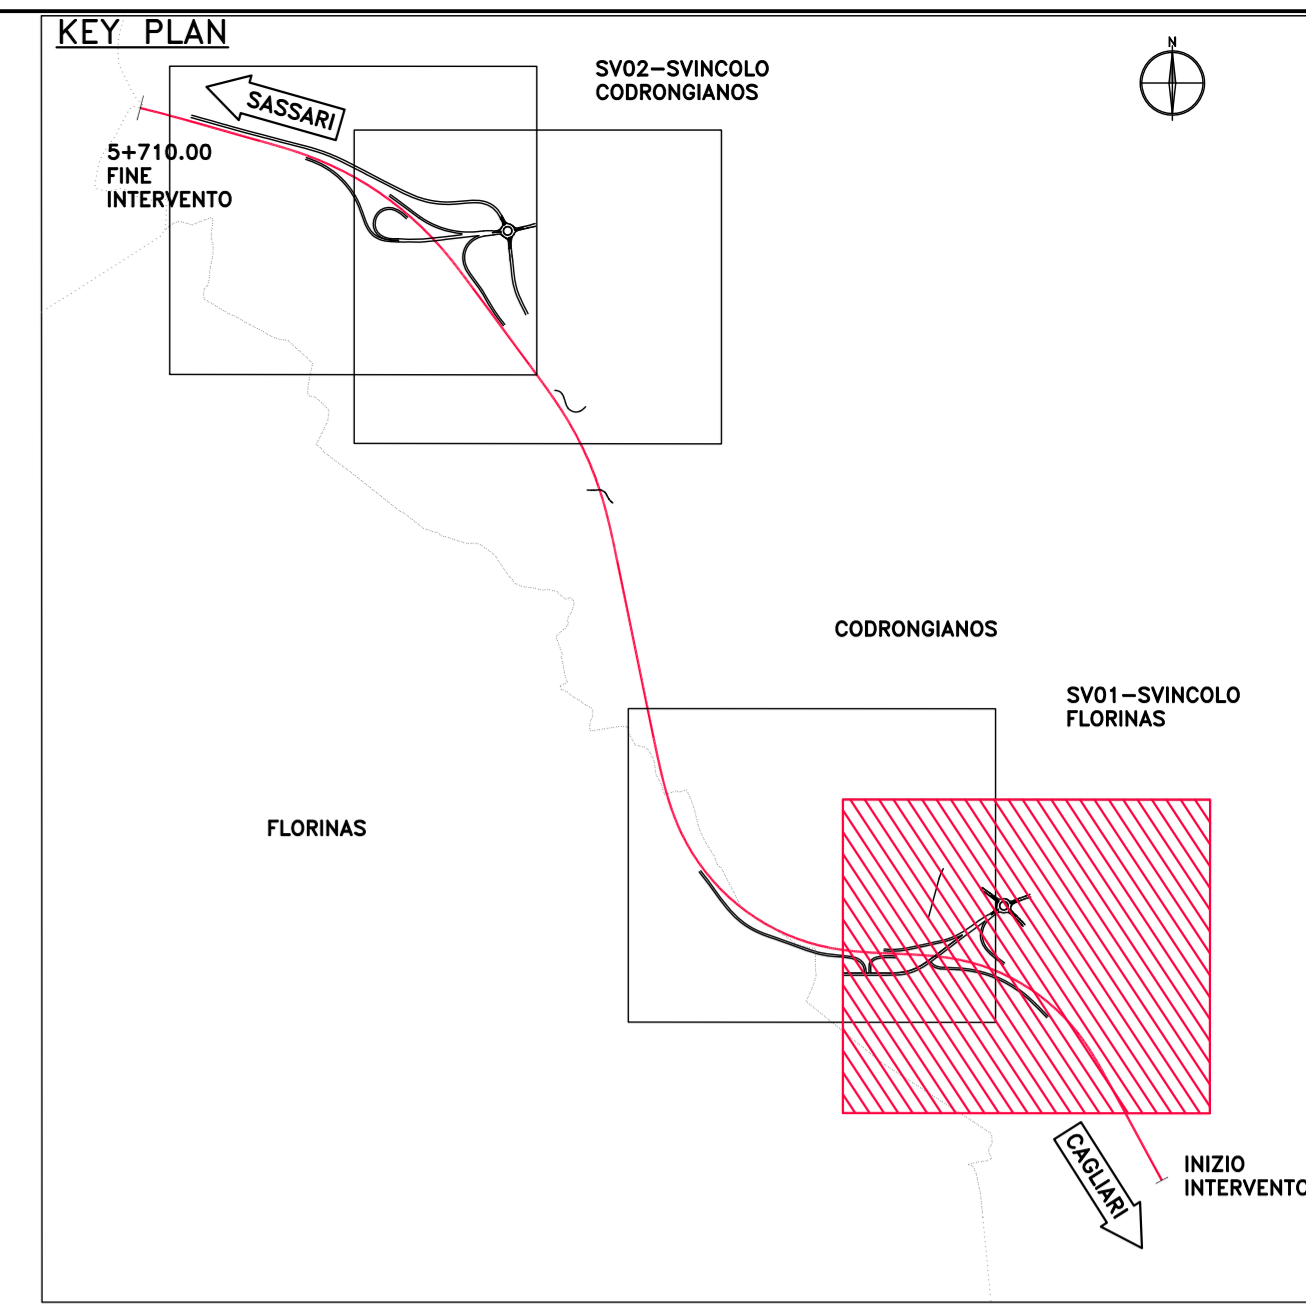 KEY PLAN
N
SV02-SVINCOLO
CODRONGIANOS
SASSARI
5+710.00
FINE
INTERVENTO
CODRONGIANOS
SV01-SVINCOLO
FLORINAS
FLORINAS
CAGLIARI
INIZIO
INTERVENTO